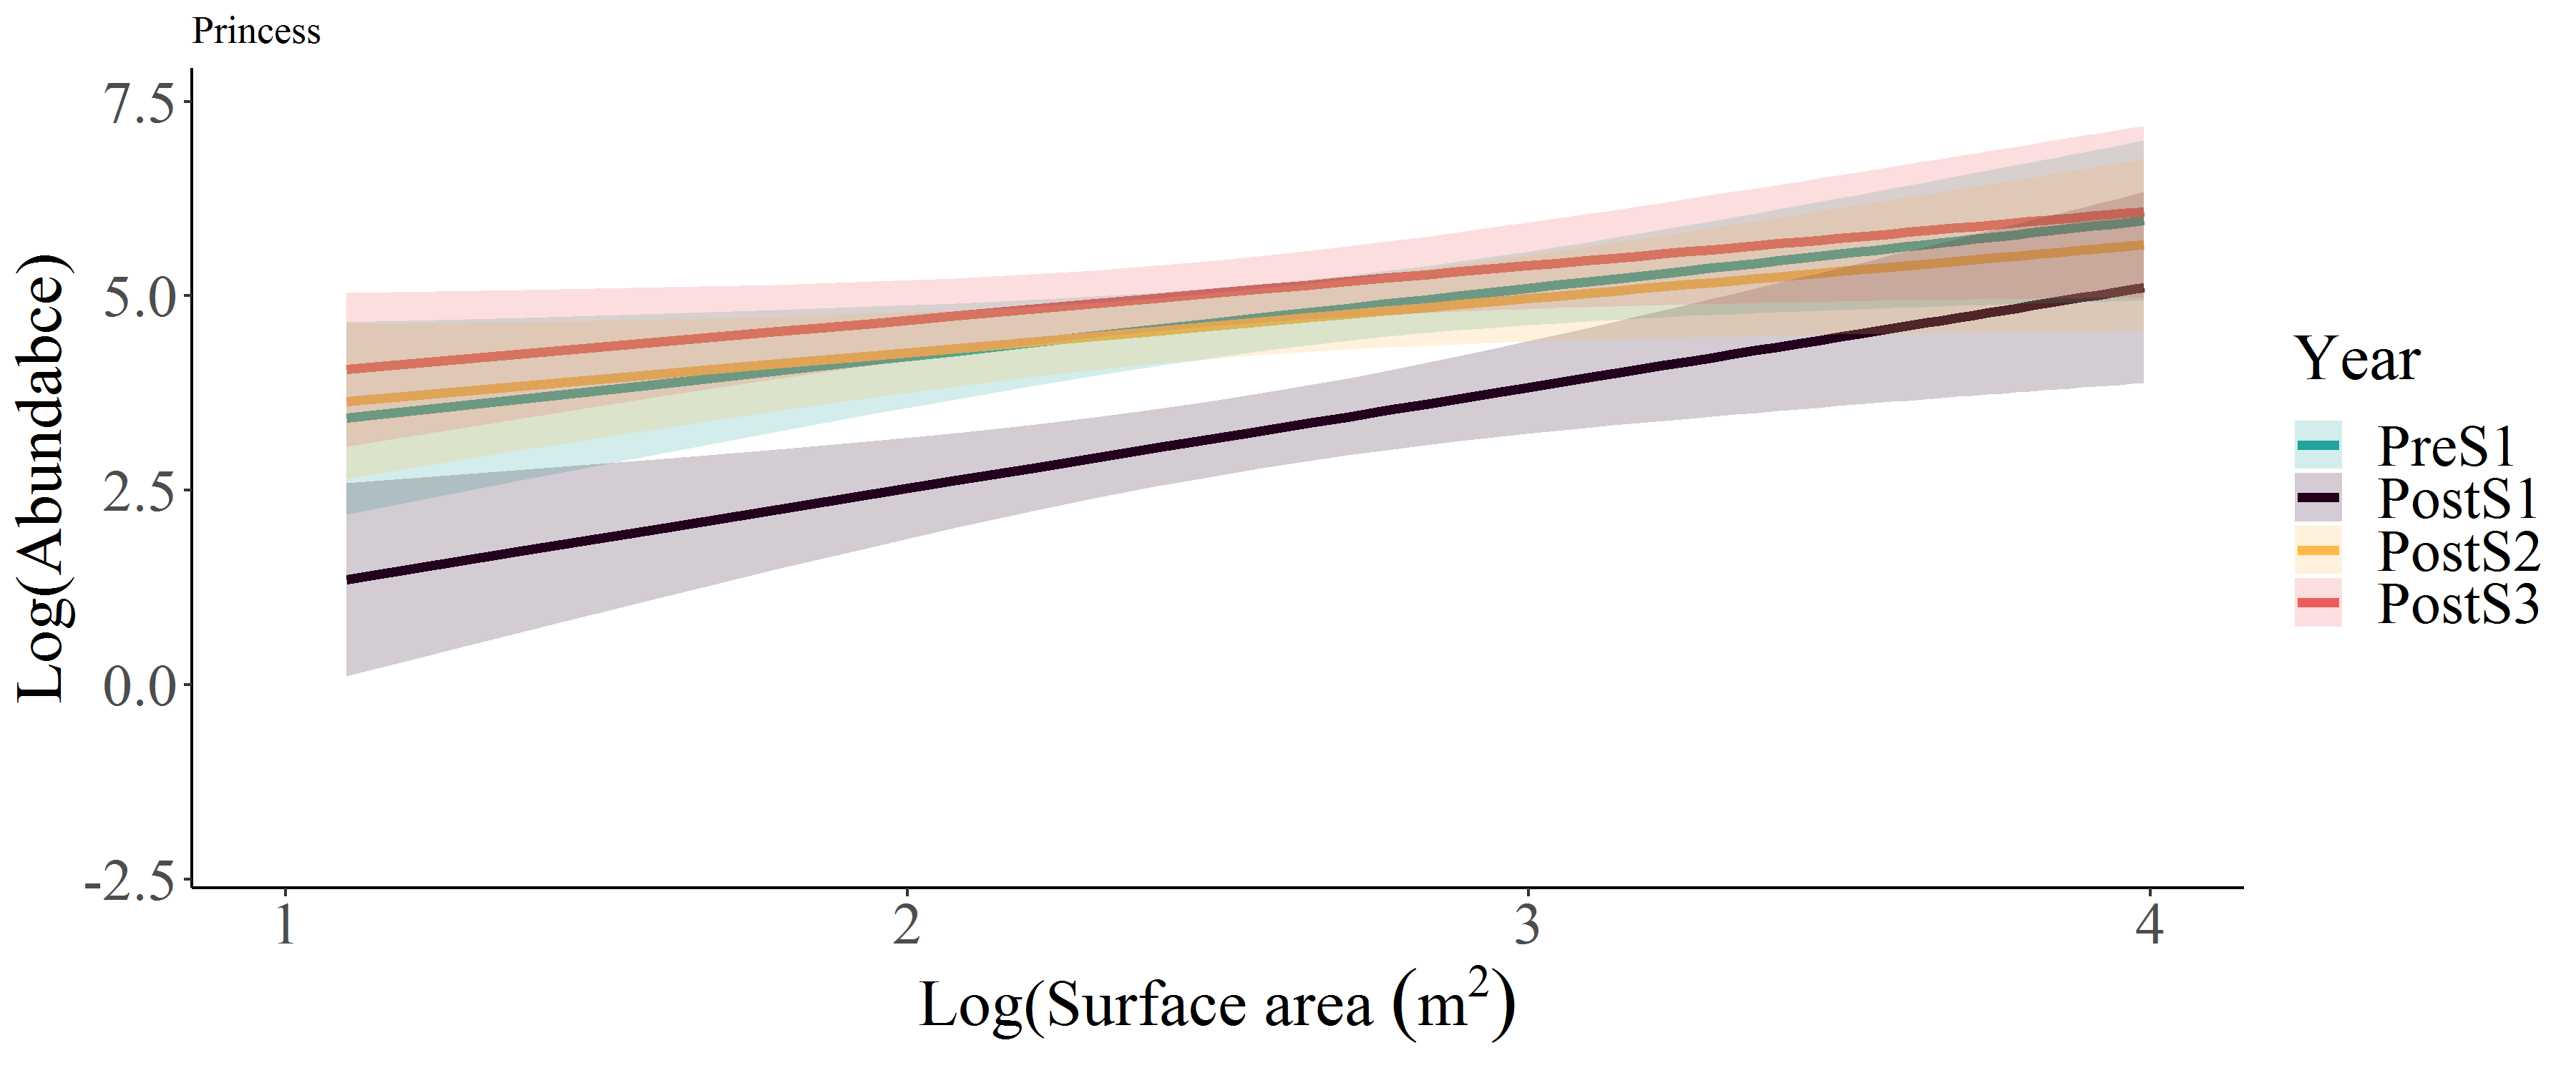 Princess
7.5
5.0
2.5
0.0
-2.5
Log(Abundabce)
1 2 3 4
Log(Surface area (m²)
Year
PreS1
PostS1
PostS2
PostS3